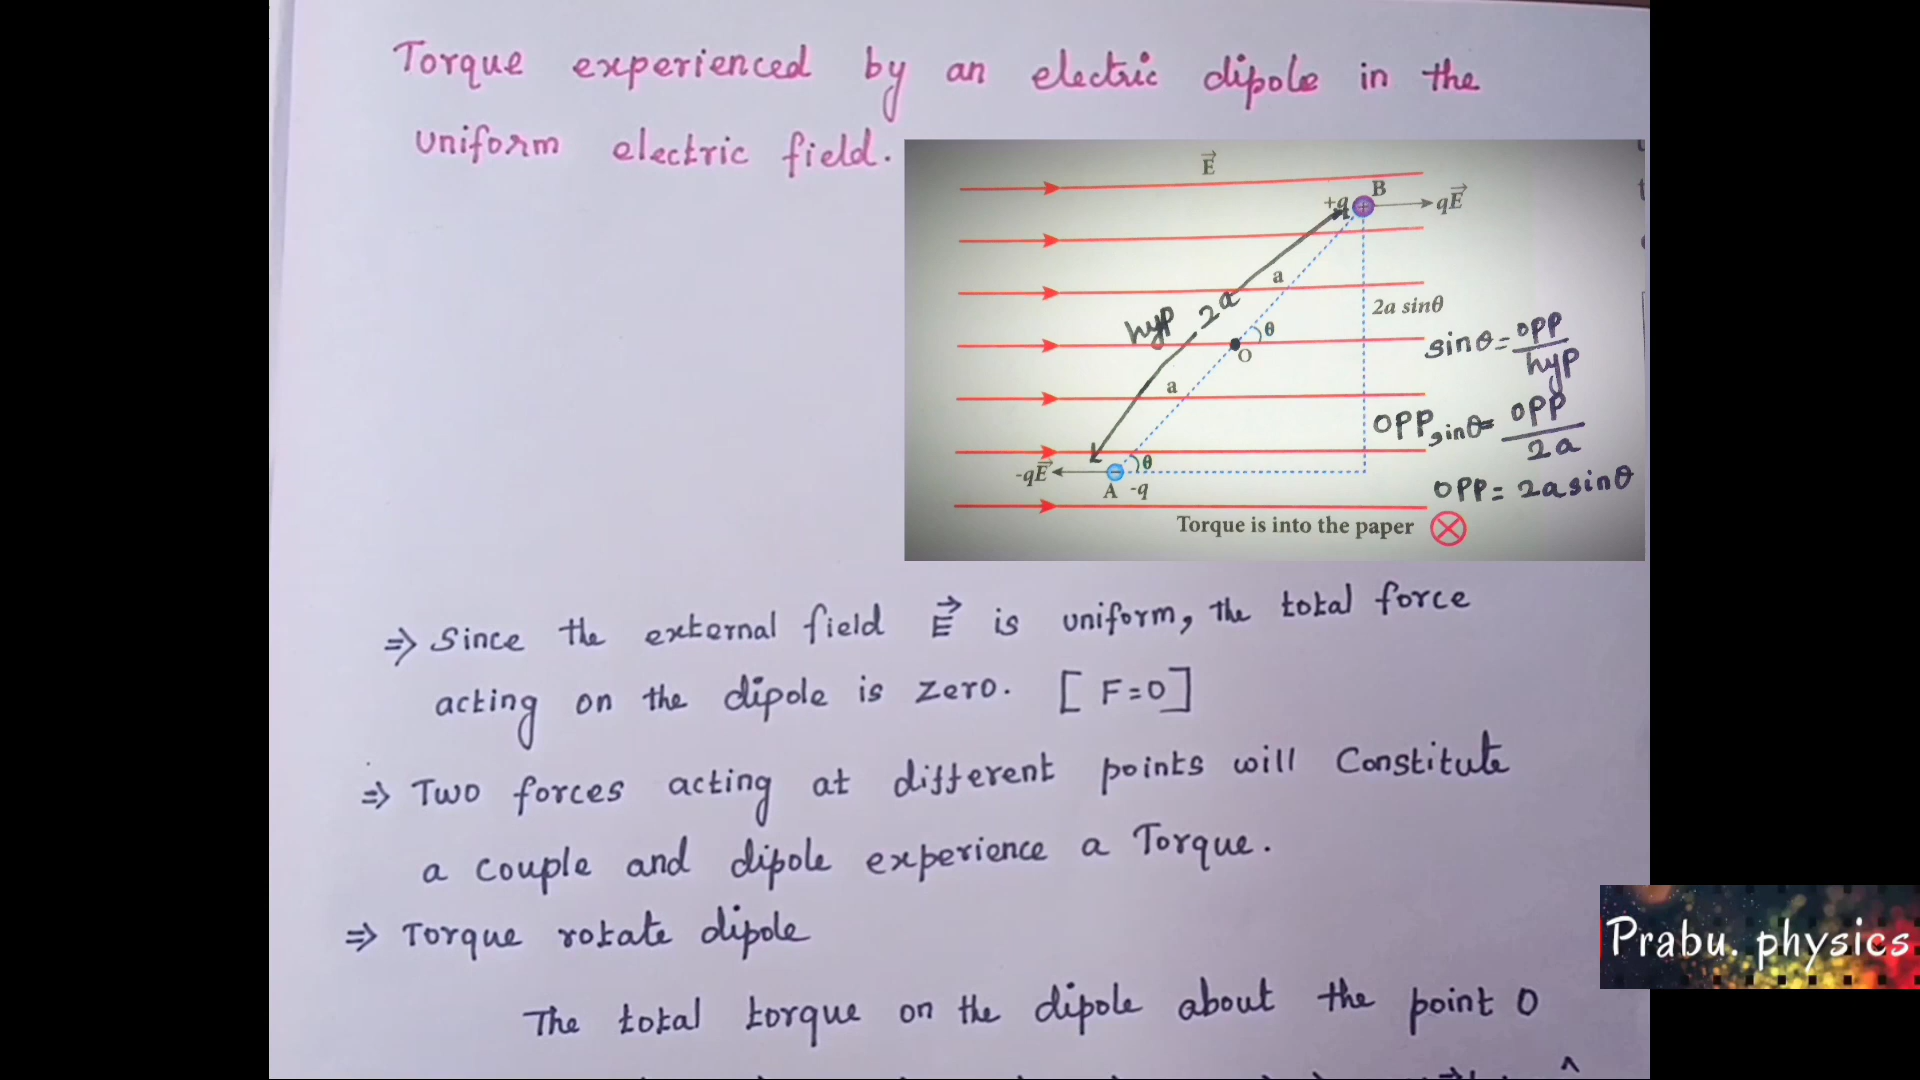 Torque experienced by an electric dipole in the
uniform electric field.
E⃗
B
+q
qE⃗
a
hyp 2a
2a sinθ
θ
O
sinθ = opp/hyp
a
opp sinθ = opp/2a
θ
-qE⃗
A -q
opp = 2a sinθ
Torque is into the paper
⇒ Since the external field E⃗ is uniform, the total force
acting on the dipole is zero. [F=0]
⇒ Two forces acting at different points will Constitute
a couple and dipole experience a Torque.
⇒ Torque rotate dipole
Prabu. physics
The total torque on the dipole about the point O